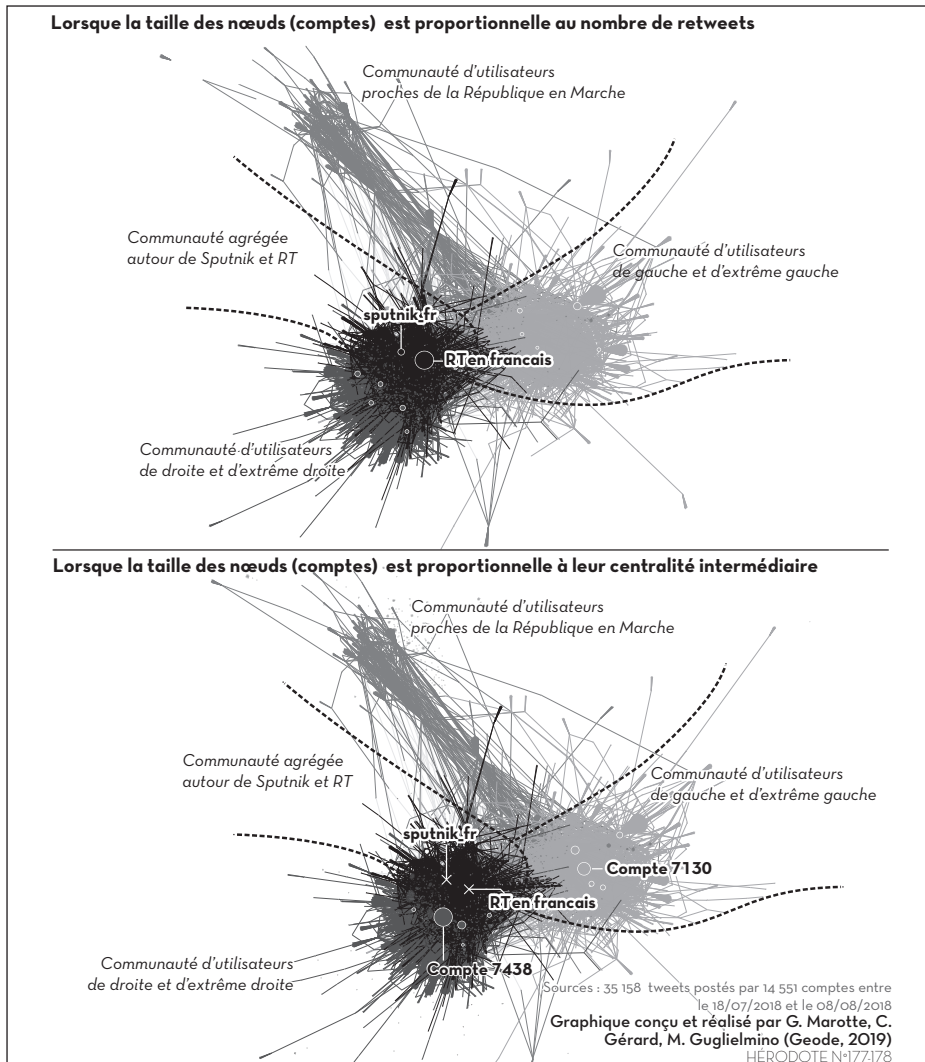 Lorsque la taille des nœuds (comptes) est proportionnelle au nombre de retweets
Communauté d'utilisateurs
proches de la République en Marche
Communauté agrégée
autour de Sputnik et RT
Communauté d'utilisateurs
de gauche et d'extrême gauche
sputnik_fr
RTen francais
Communauté d'utilisateurs
de droite et d'extrême droite
Lorsque la taille des nœuds (comptes) est proportionnelle à leur centralité intermédiaire
Communauté d'utilisateurs
proches de la République en Marche
Communauté agrégée
autour de Sputnik et RT
Communauté d'utilisateurs
de gauche et d'extrême gauche
sputnik_fr
Compte 7130
RTen francais
Compte 7438
Communauté d'utilisateurs
de droite et d'extrême droite
Sources : 35 158 tweets postés par 14 551 comptes entre
le 18/07/2018 et le 08/08/2018
Graphique conçu et réalisé par G. Marotte, C.
Gérard, M. Guglielmino (Geode, 2019)
HÉRODOTE N°177-178